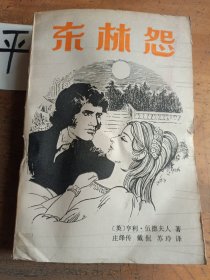 平
东林怨
（英）亨利·伍德夫人 著
庄绎传 戴侃 苏玲 译